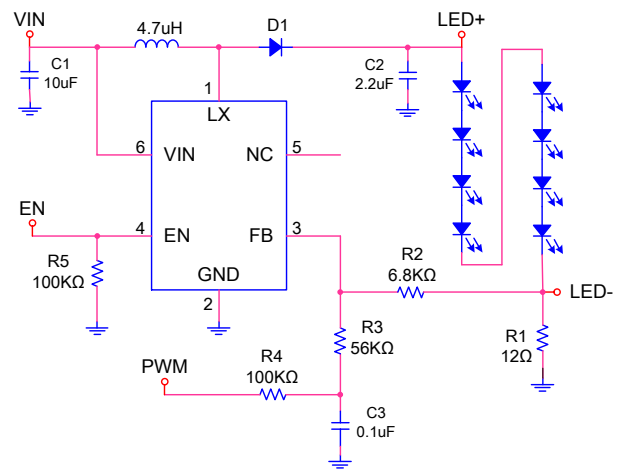 VIN
4.7uH
D1
LED+
C1
10uF
C2
2.2uF
1
LX
6
VIN
NC
5
EN
4
EN
FB
3
R5
100KΩ
GND
2
R2
6.8KΩ
LED-
R3
56KΩ
R1
12Ω
PWM
R4
100KΩ
C3
0.1uF